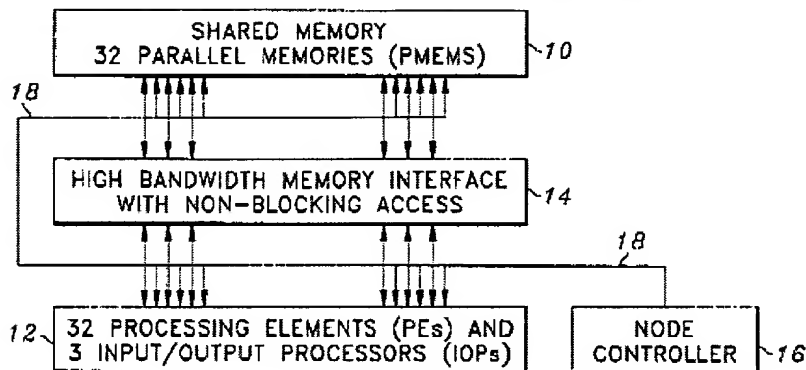 SHARED MEMORY
32 PARALLEL MEMORIES (PMEMS)
10
18
HIGH BANDWIDTH MEMORY INTERFACE
WITH NON-BLOCKING ACCESS
14
18
12
32 PROCESSING ELEMENTS (PEs) AND
3 INPUT/OUTPUT PROCESSORS (IOPs)
NODE
CONTROLLER
16